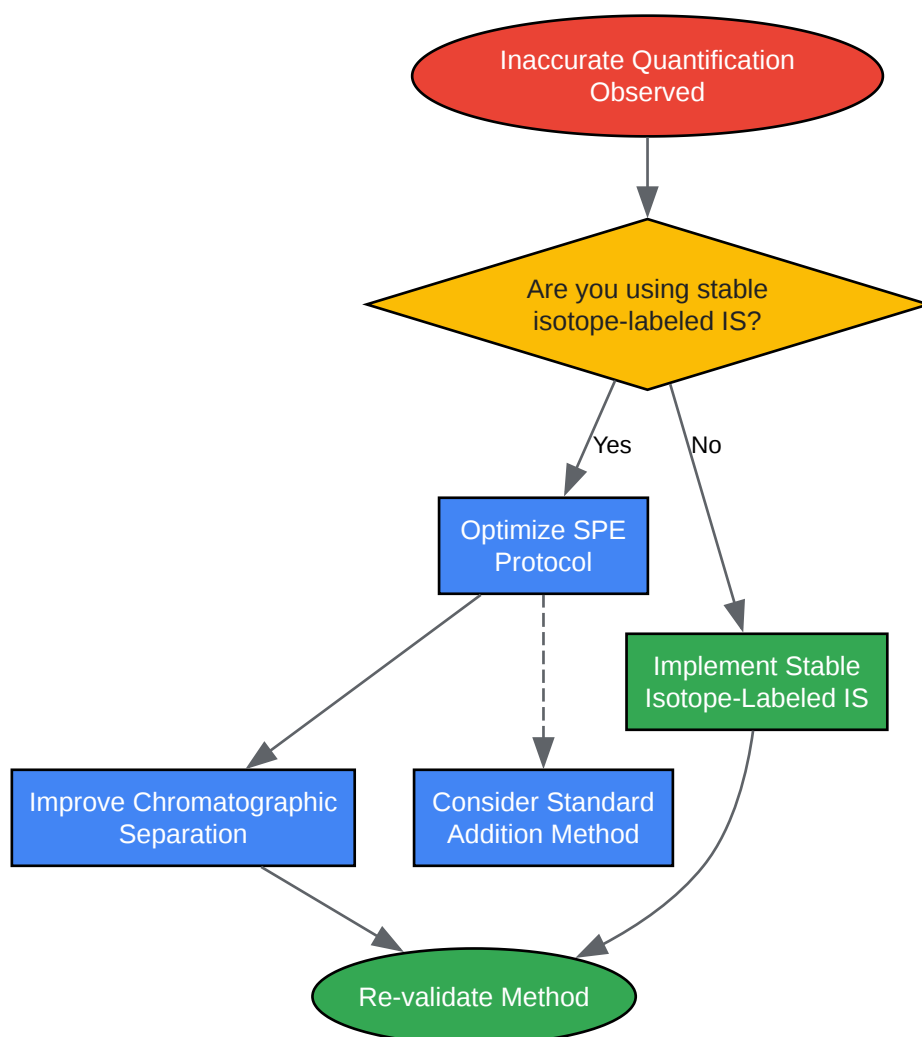 Inaccurate Quantification
Observed
Are you using stable
isotope-labeled IS?
Yes
No
Optimize SPE
Protocol
Implement Stable
Isotope-Labeled IS
Improve Chromatographic
Separation
Consider Standard
Addition Method
Re-validate Method